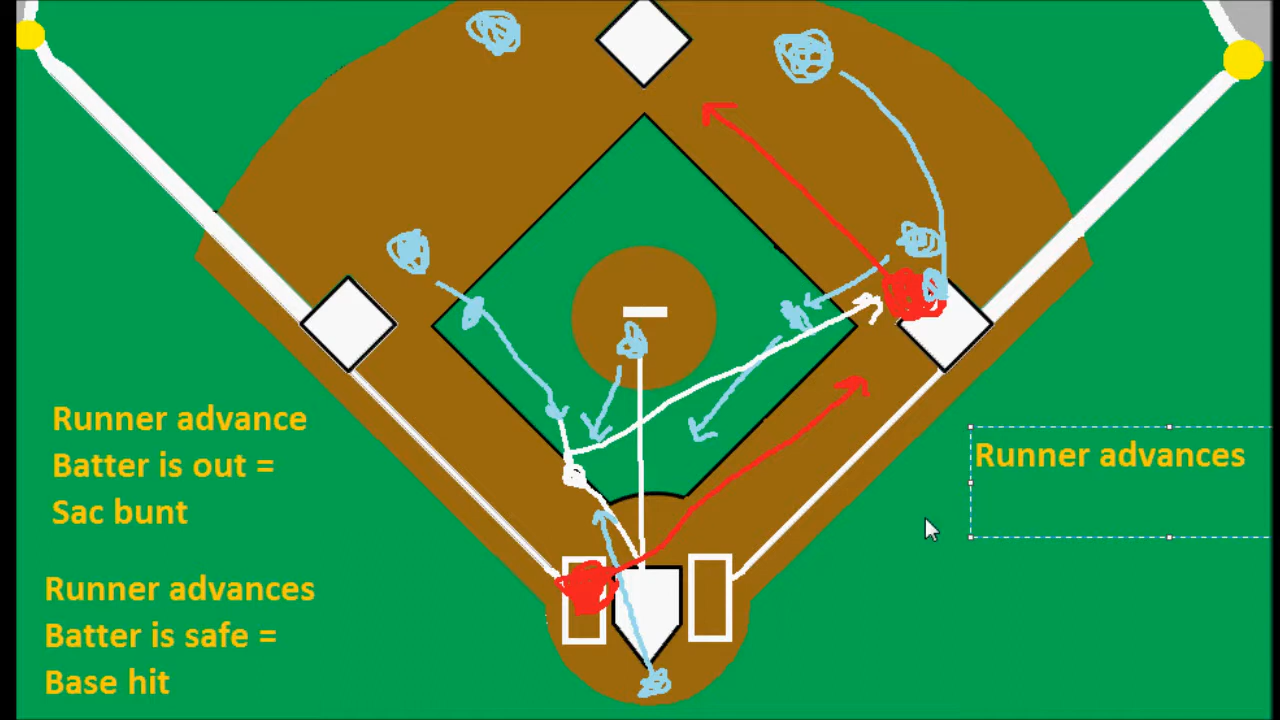 Runner advance
Batter is out =
Sac bunt
Runner advances
Batter is safe =
Base hit
Runner advances